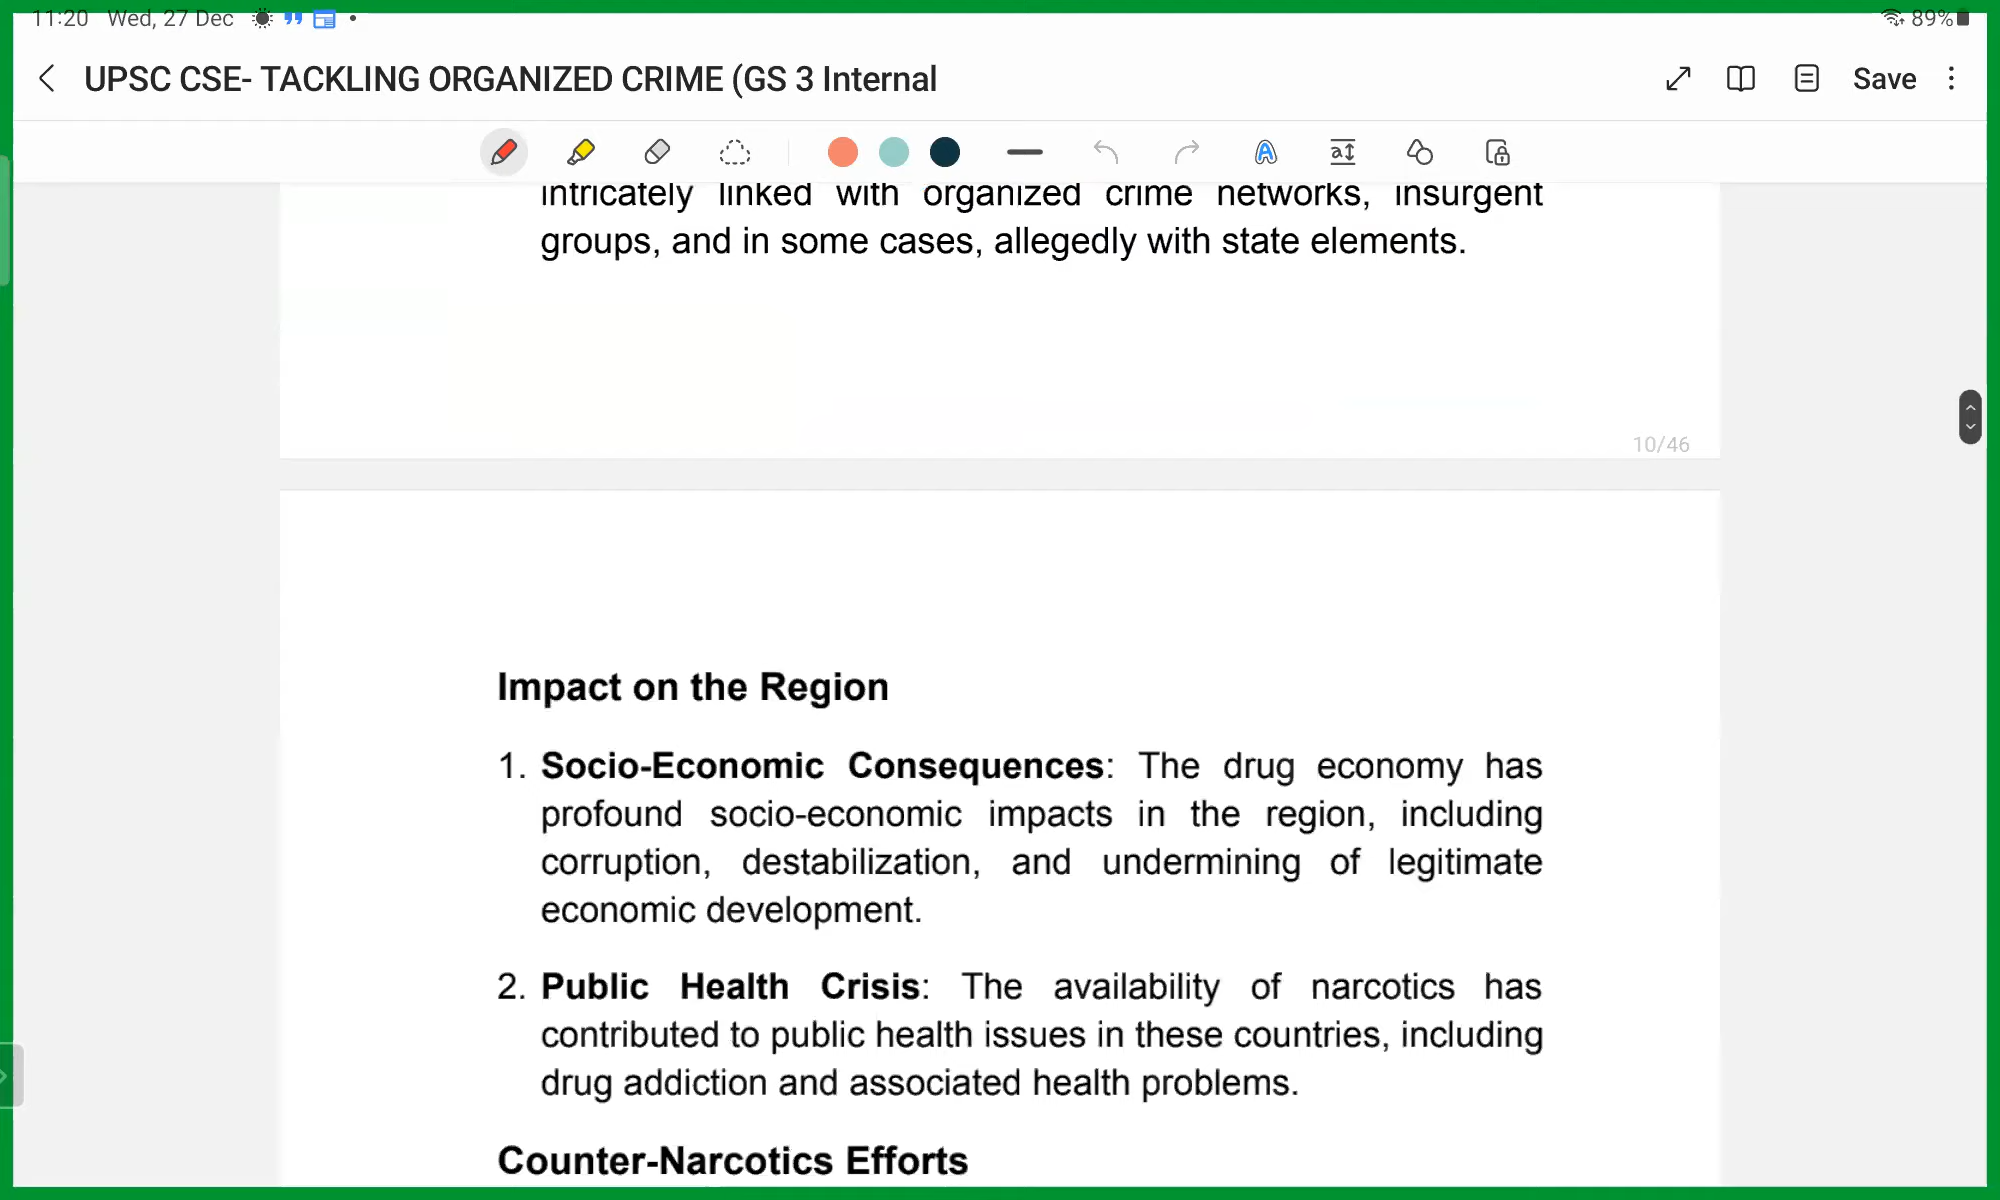 11:20 Wed, 27 Dec 89%
UPSC CSE- TACKLING ORGANIZED CRIME (GS 3 Internal
Save
intricately linked with organized crime networks, insurgent
groups, and in some cases, allegedly with state elements.
10/46
Impact on the Region
1. Socio-Economic Consequences: The drug economy has
profound socio-economic impacts in the region, including
corruption, destabilization, and undermining of legitimate
economic development.
2. Public Health Crisis: The availability of narcotics has
contributed to public health issues in these countries, including
drug addiction and associated health problems.
Counter-Narcotics Efforts